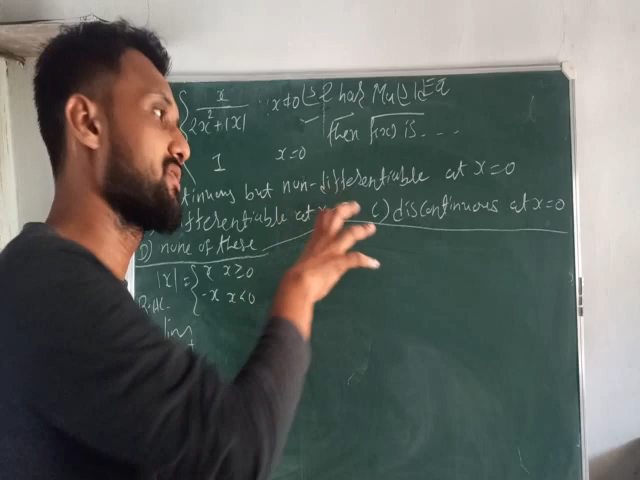 x / 2x²+|x| x≠0
then f(x) is ....
1 x=0
tinuous but non-differentiable at x=0
ifferentiable at x C) discontinuous at x=0
D) none of these
|x| = { x x≥0
-x x<0
R.H.L
lim